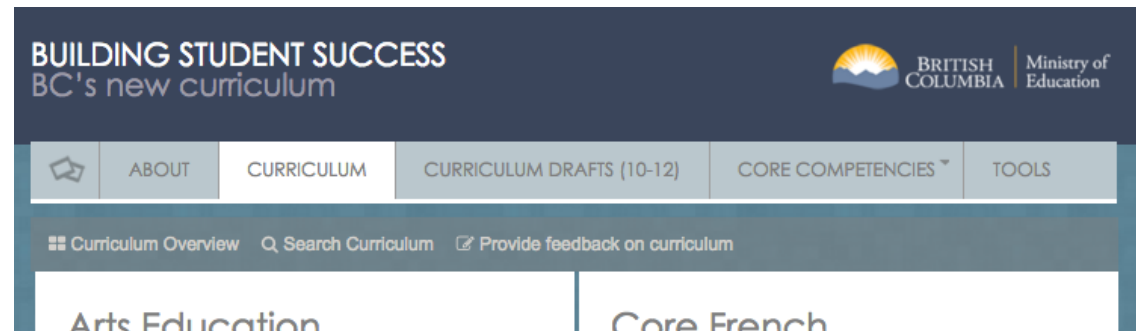 BUILDING STUDENT SUCCESS
BC's new curriculum
BRITISH COLUMBIA
Ministry of Education
ABOUT
CURRICULUM
CURRICULUM DRAFTS (10-12)
CORE COMPETENCIES
TOOLS
Curriculum Overview
Search Curriculum
Provide feedback on curriculum
Arts Education
Core French